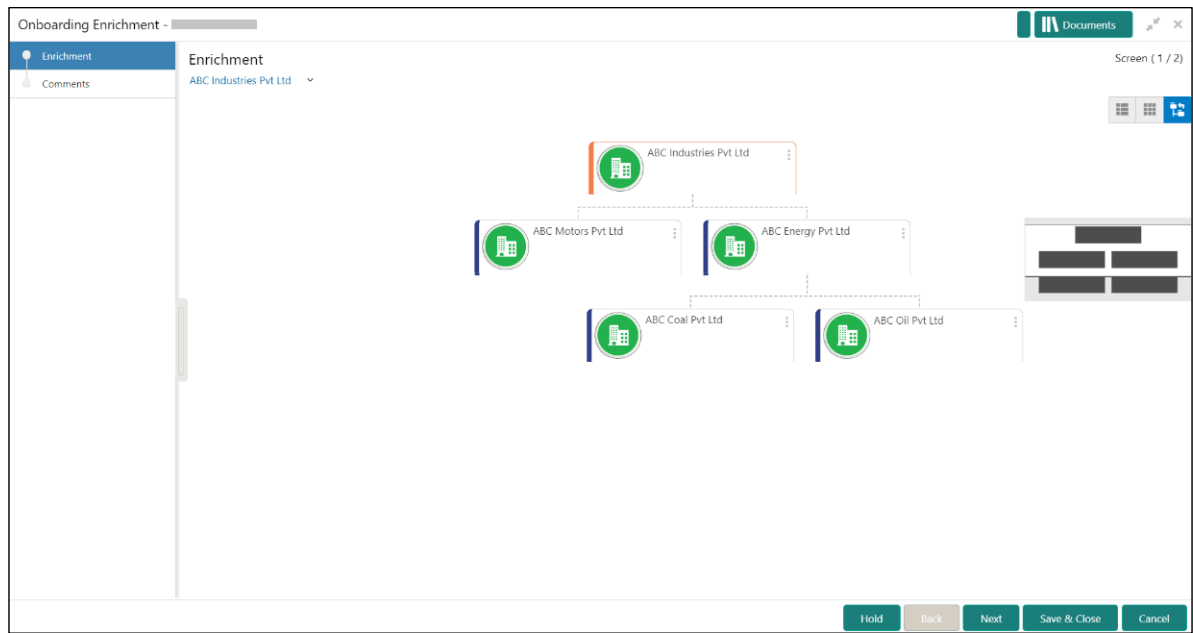 Onboarding Enrichment -
Documents
Enrichment
Comments
Enrichment
Screen ( 1 / 2)
ABC Industries Pvt Ltd
ABC Industries Pvt Ltd
ABC Motors Pvt Ltd
ABC Energy Pvt Ltd
ABC Coal Pvt Ltd
ABC Oil Pvt Ltd
Hold
Back
Next
Save & Close
Cancel